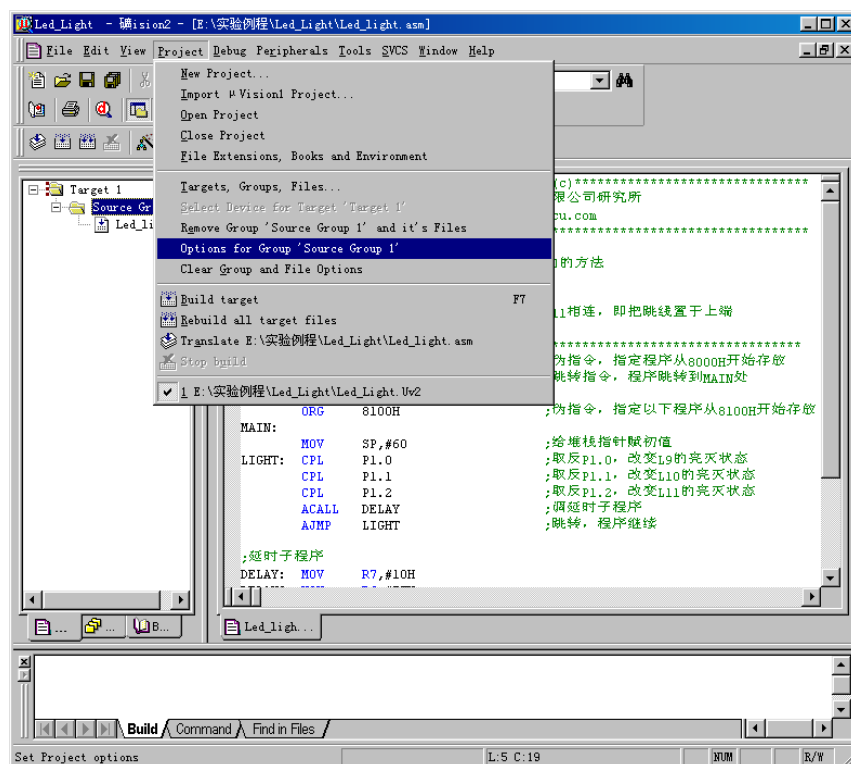 Led_Light - 礦ision2 - [E:\实验例程\Led_Light\Led_light.asm]
File Edit View Project Debug Peripherals Tools SVCS Window Help
New Project...
Import μVision1 Project...
Open Project
Close Project
File Extensions, Books and Environment
Targets, Groups, Files...
Select Device for Target 'Target 1'
Remove Group 'Source Group 1' and it's Files
Options for Group 'Source Group 1'
Clear Group and File Options
Build target F7
Rebuild all target files
Translate E:\实验例程\Led_Light\Led_light.asm
Stop build
1 E:\实验例程\Led_Light\Led_Light.Uv2
Target 1
Source Gr
Led_li
(c)*********************************
限公司研究所
cu.com
***********************************
的方法
11相连，即把跳线置于上端
***********************************
伪指令，指定程序从8000H开始存放
跳转指令，程序跳转到MAIN处
ORG 8100H ;伪指令，指定以下程序从8100H开始存放
MAIN:
MOV SP,#60 ;给堆栈指针赋初值
LIGHT: CPL P1.0 ;取反P1.0，改变L9的亮灭状态
CPL P1.1 ;取反P1.1，改变L10的亮灭状态
CPL P1.2 ;取反P1.2，改变L11的亮灭状态
ACALL DELAY ;调延时子程序
AJMP LIGHT ;跳转，程序继续
;延时子程序
DELAY: MOV R7,#10H
... ... B...
Led_ligh...
Build Command Find in Files
Set Project options L:5 C:19 NUM R/W